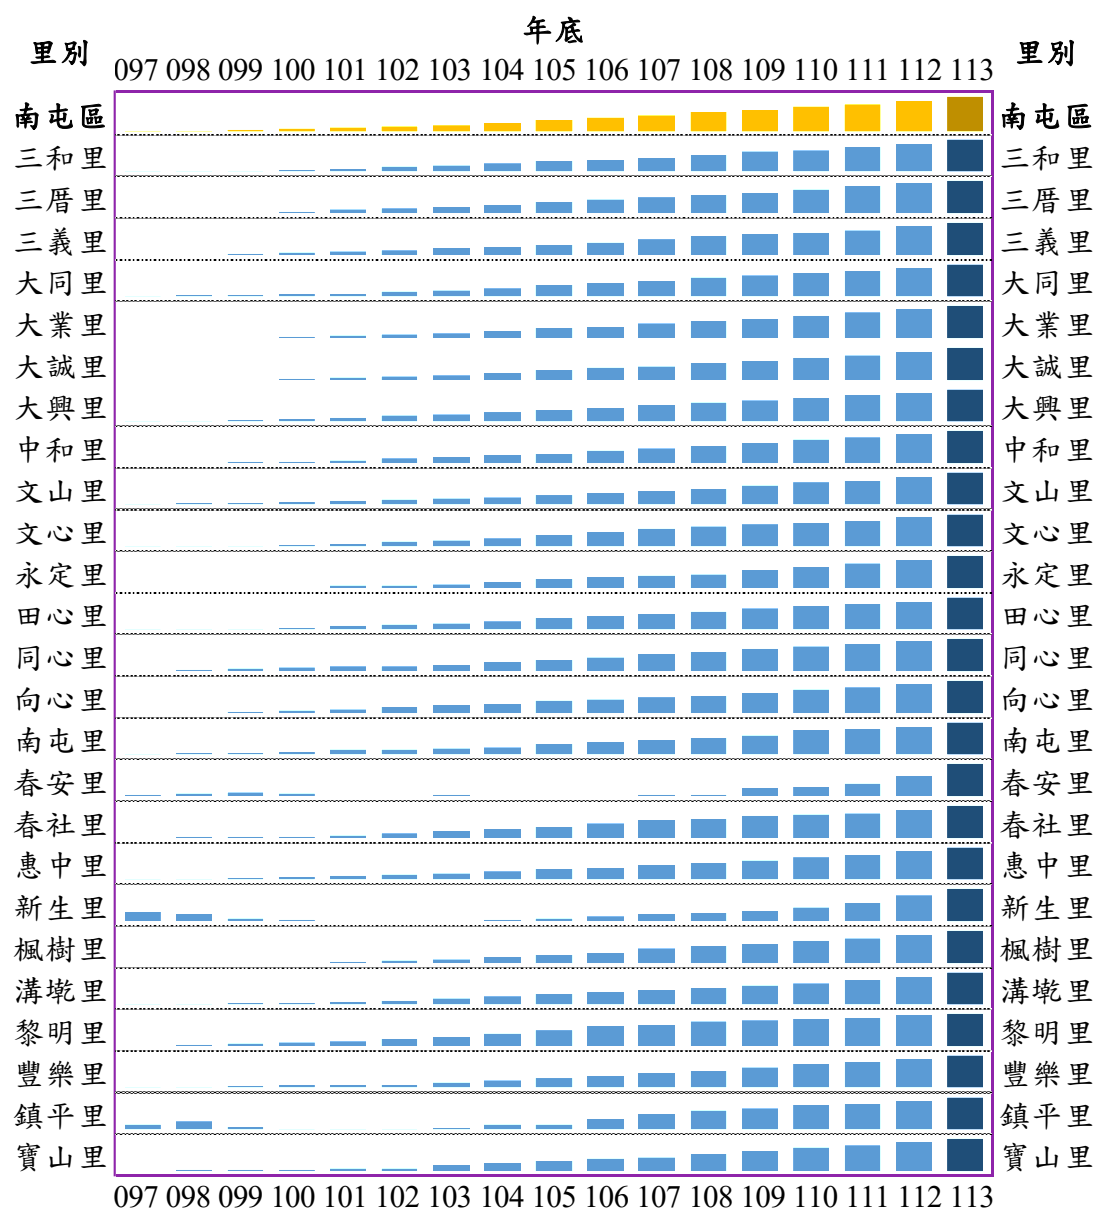 年底
里別 里別
097 098 099 100 101 102 103 104 105 106 107 108 109 110 111 112 113
南屯區 南屯區
三和里 三和里
三厝里 三厝里
三義里 三義里
大同里 大同里
大業里 大業里
大誠里 大誠里
大興里 大興里
中和里 中和里
文山里 文山里
文心里 文心里
永定里 永定里
田心里 田心里
同心里 同心里
向心里 向心里
南屯里 南屯里
春安里 春安里
春社里 春社里
惠中里 惠中里
新生里 新生里
楓樹里 楓樹里
溝墘里 溝墘里
黎明里 黎明里
豐樂里 豐樂里
鎮平里 鎮平里
寶山里 寶山里
097 098 099 100 101 102 103 104 105 106 107 108 109 110 111 112 113